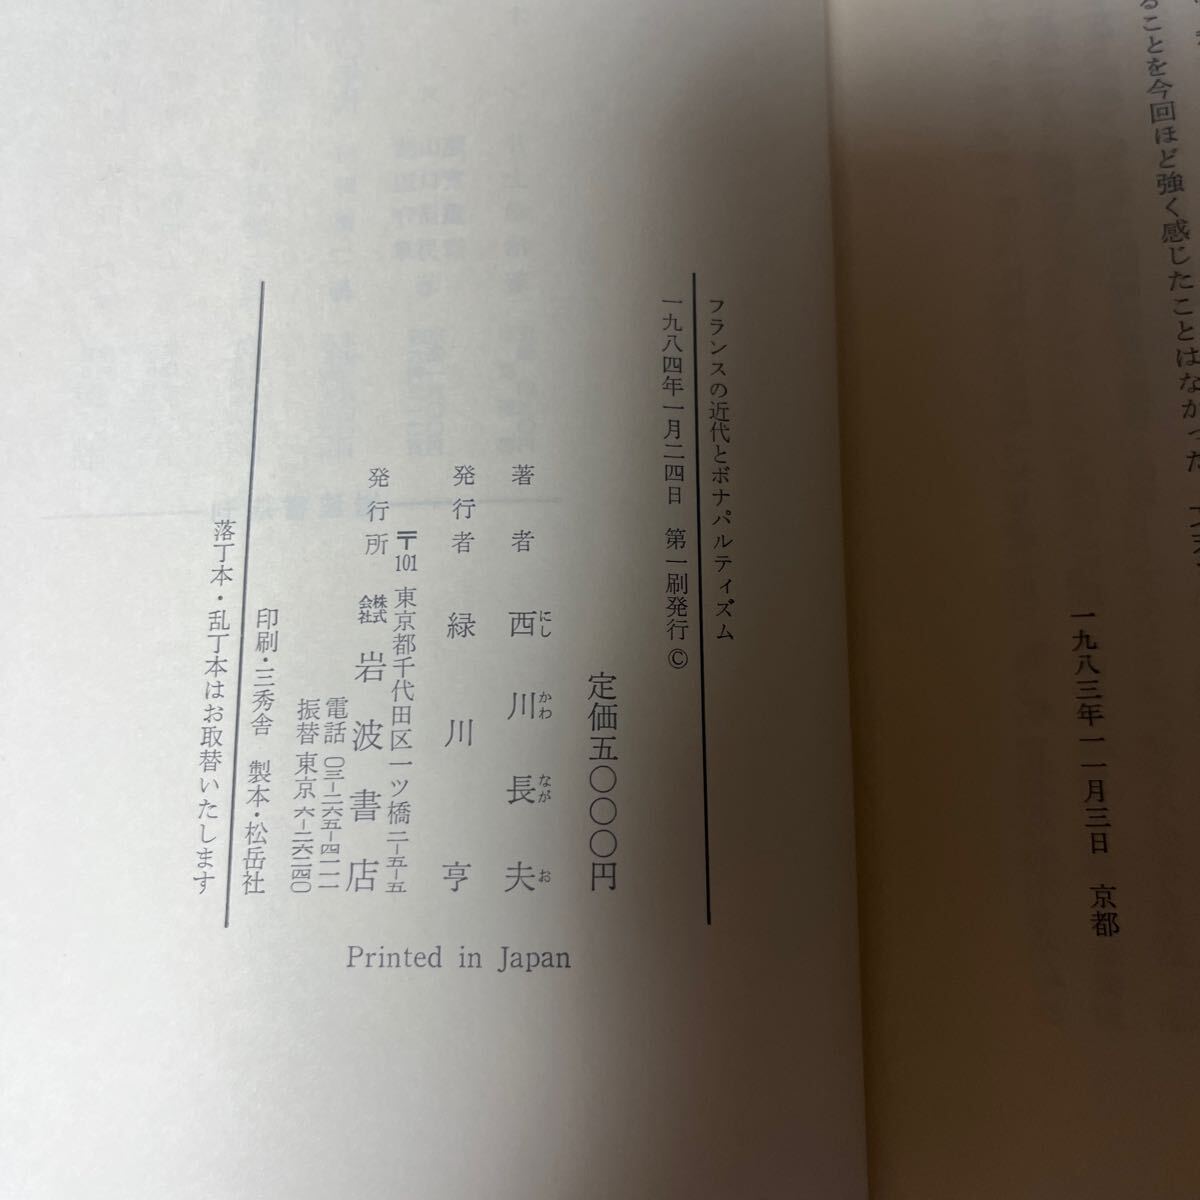 ることを今回ほど強く感じたことはなかった
一九八三年一一月三日 京都
フランスの近代とボナパルティズム
一九八四年一月二四日 第一刷発行 ©
定価五〇〇〇円
著者 西川長夫
にし かわ なが お
発行者 緑川亨
〒101 東京都千代田区一ツ橋二-五-五
発行所 株式会社 岩波書店
電話 〇三-二六五-四一一一
振替 東京 六-二六二四〇
印刷・三秀舎 製本・松岳社
落丁本・乱丁本はお取替いたします
Printed in Japan